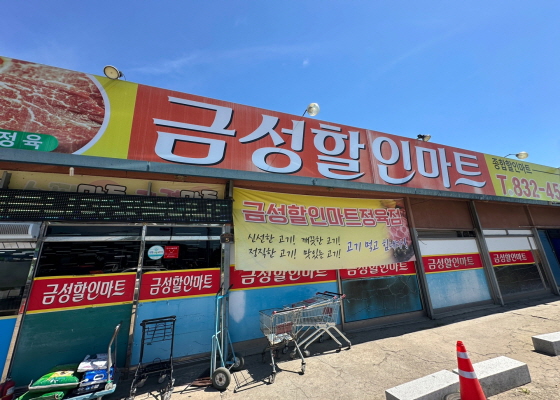 정육
금성할인마트
종합할인마트
T.832-
금성할인마트정육점
신선한 고기! 깨끗한 고기!
정직한 고기! 맛있는 고기! 고기 먹고
금성할인마트
금성할인마트
금성할인마트
금성할인마트
금성할인마트
금성할인마트